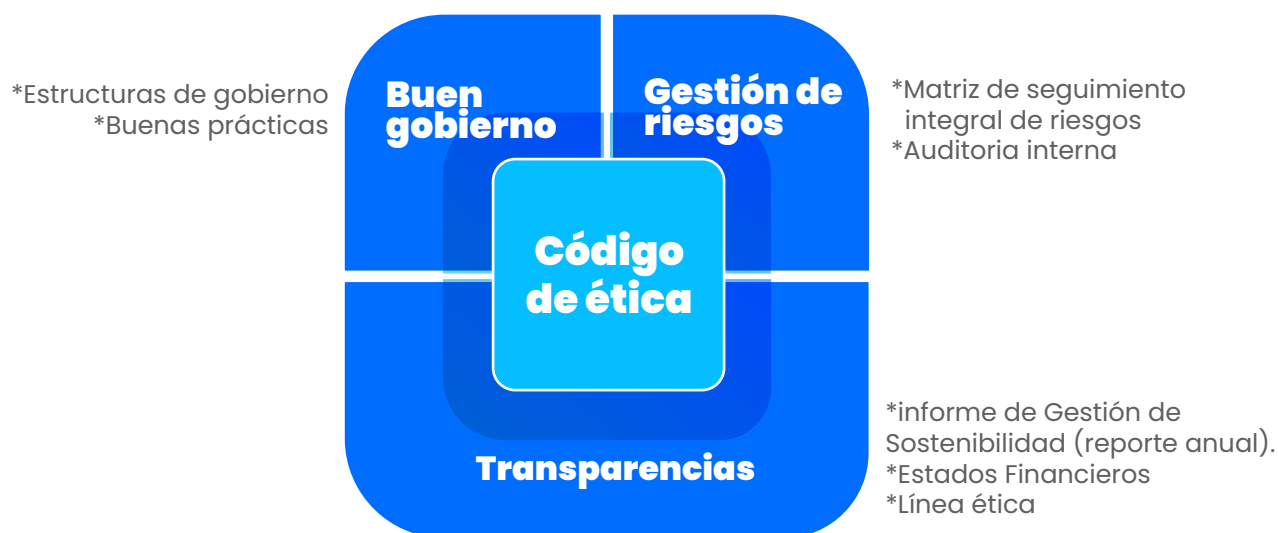 *Estructuras de gobierno
*Buenas prácticas
Buen
gobierno
Gestión de
riesgos
*Matriz de seguimiento
integral de riesgos
*Auditoria interna
Código
de ética
Transparencias
*informe de Gestión de
Sostenibilidad (reporte anual).
*Estados Financieros
*Línea ética